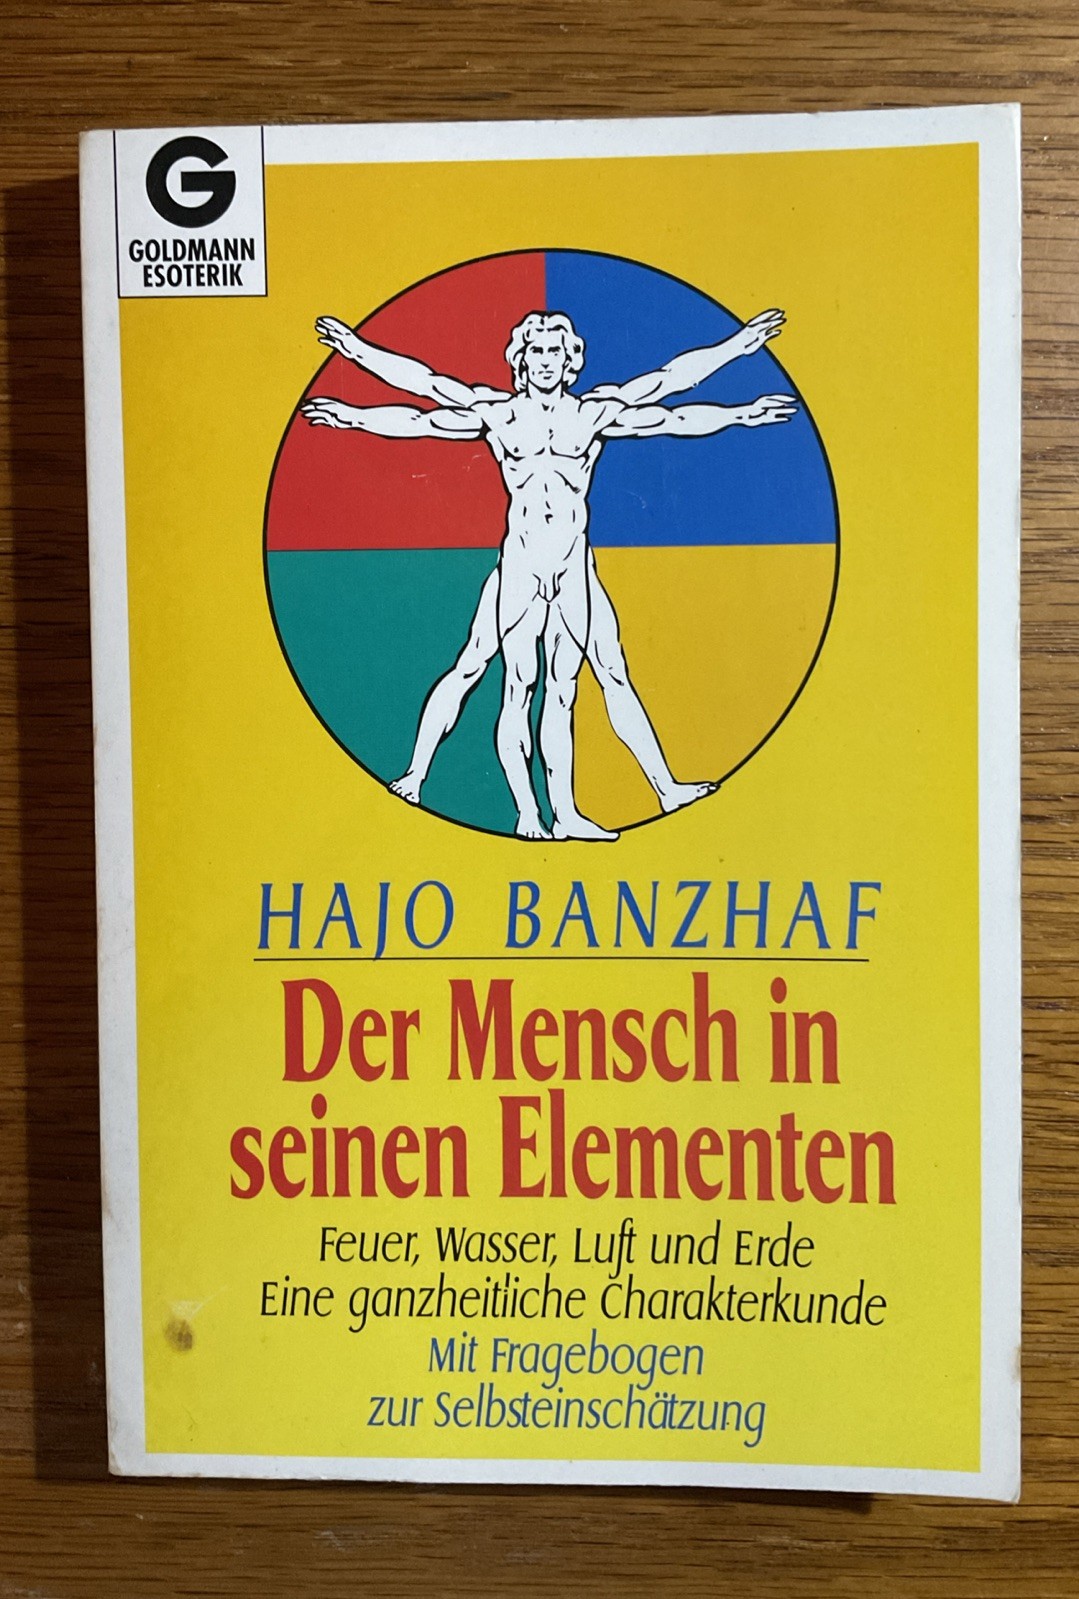 G
GOLDMANN
ESOTERIK
HAJO BANZHAF
Der Mensch in
seinen Elementen
Feuer, Wasser, Luft und Erde
Eine ganzheitliche Charakterkunde
Mit Fragebogen
zur Selbsteinschätzung